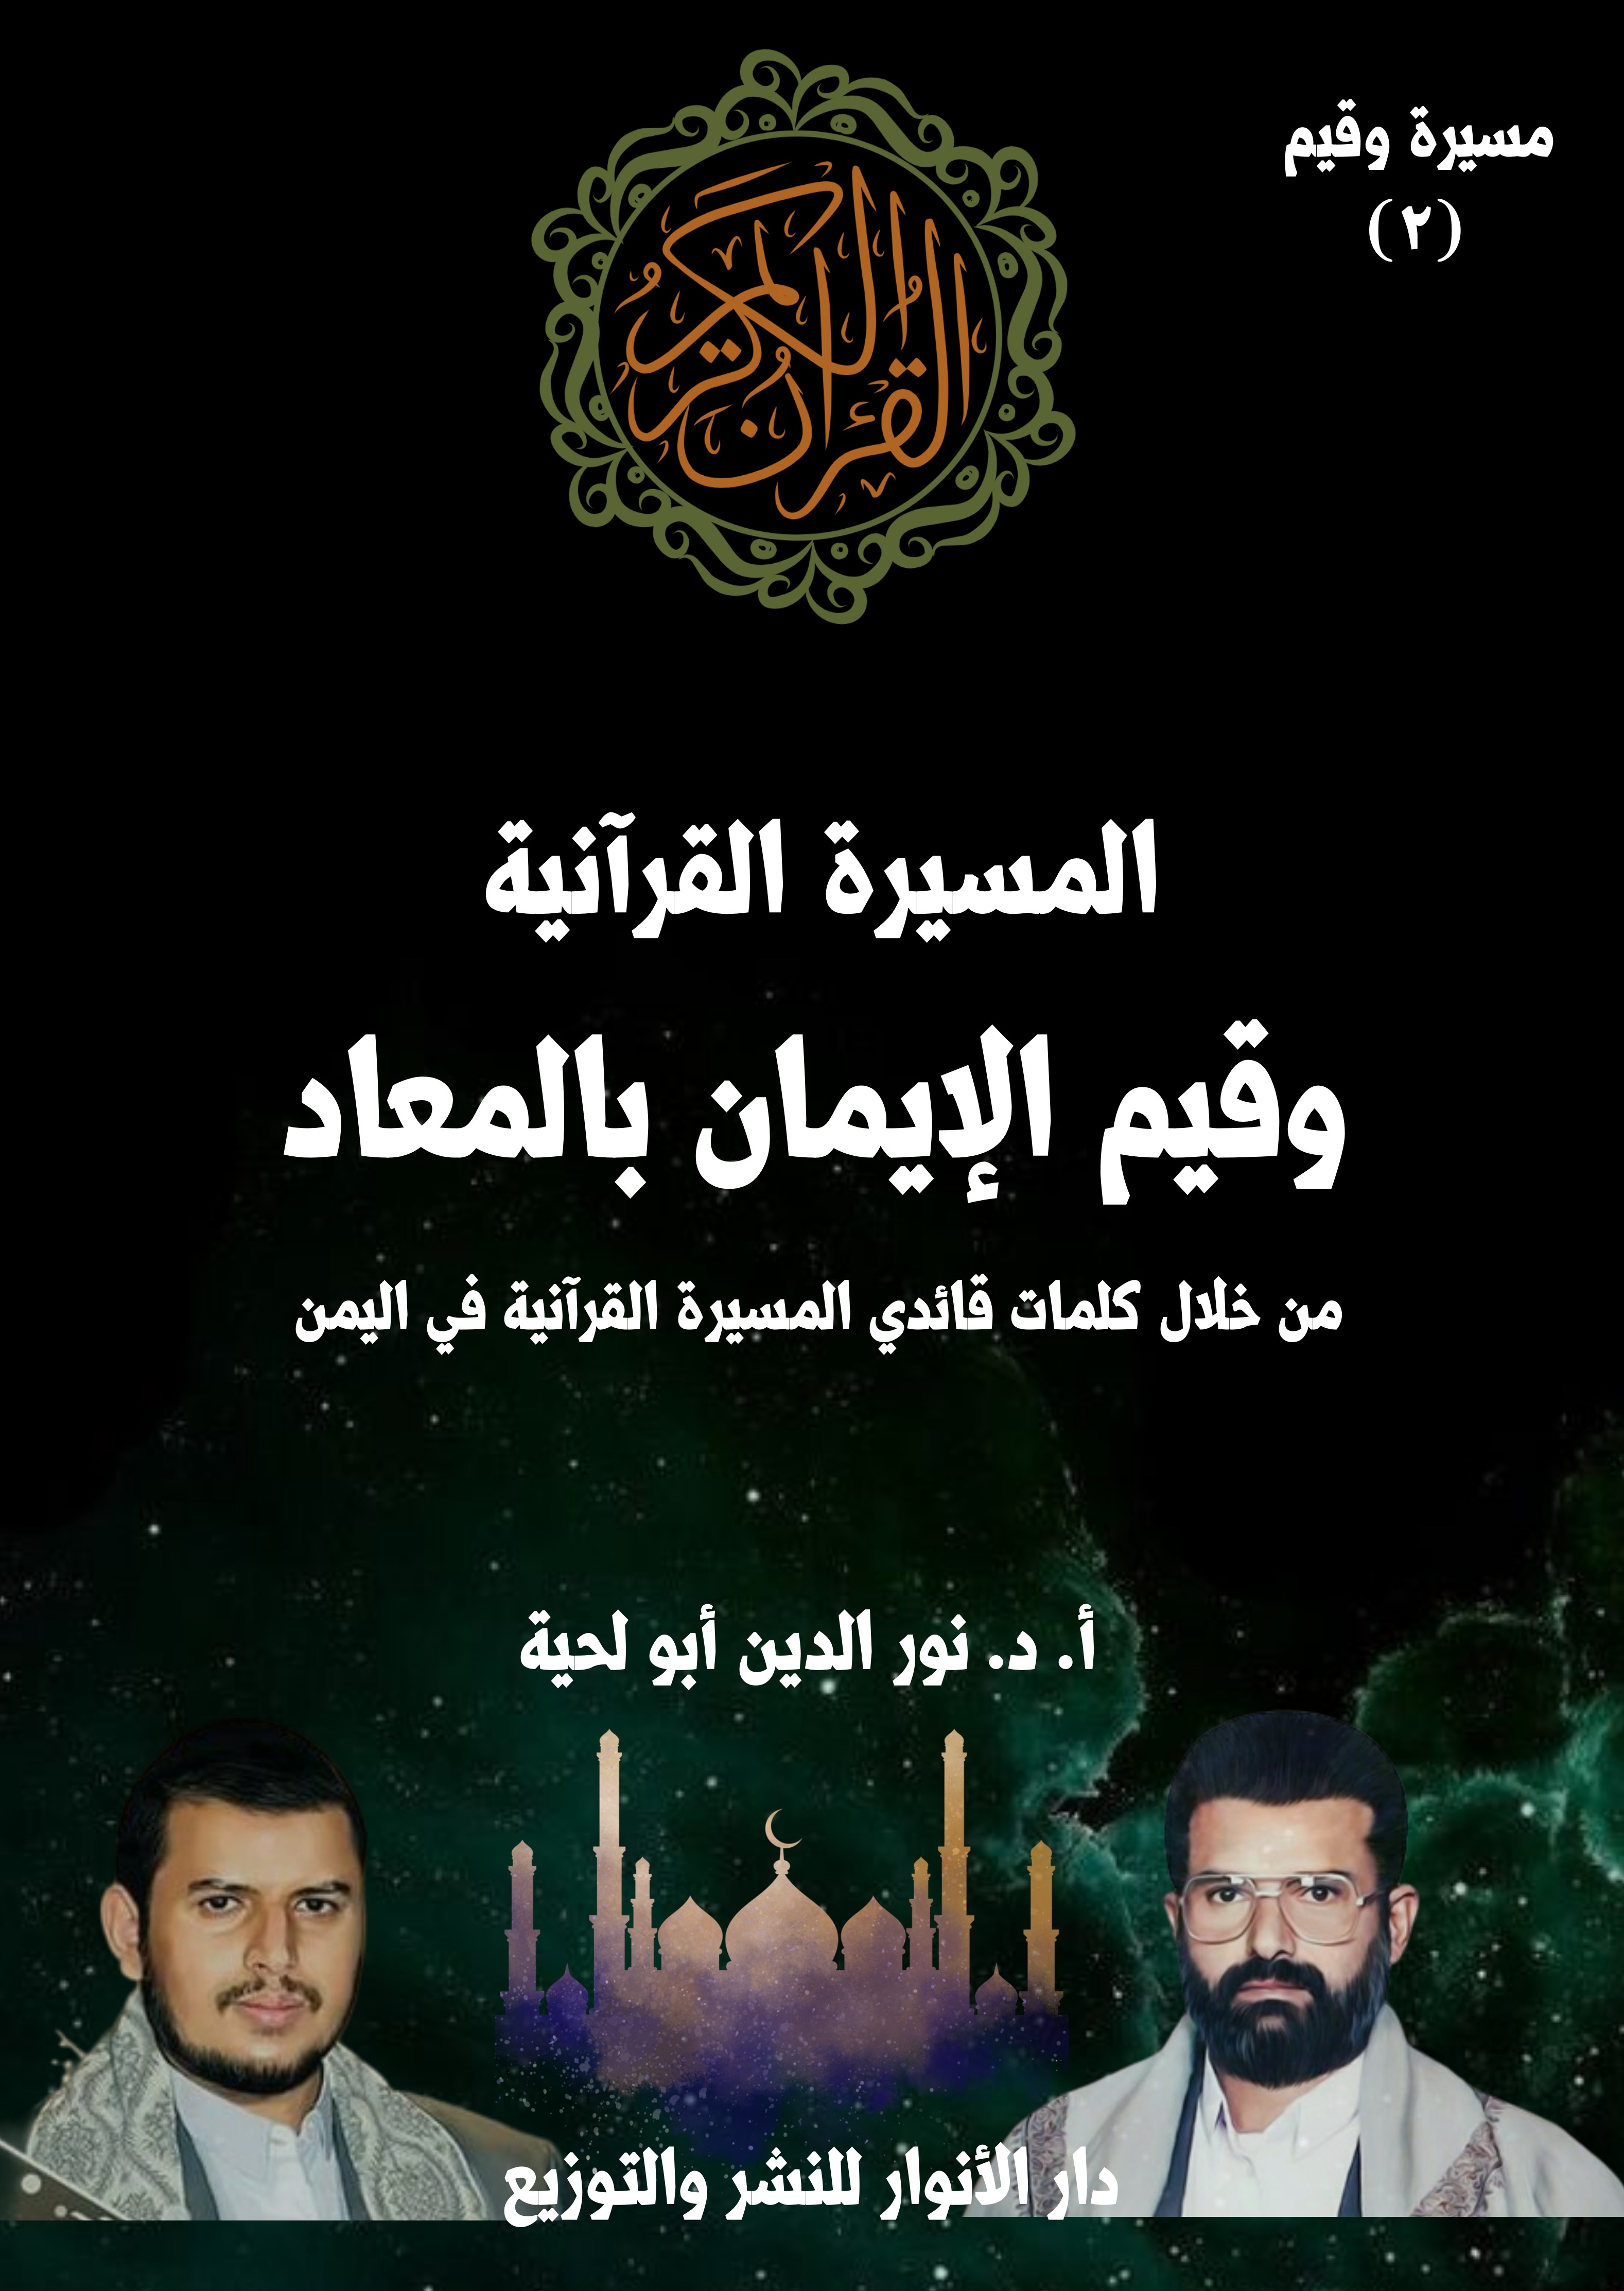 مسيرة وقيم
(٢)
القرآن الكريم
المسيرة القرآنية
وقيم الإيمان بالمعاد
من خلال كلمات قائدي المسيرة القرآنية في اليمن
أ. د. نور الدين أبو لحية
دار الأنوار للنشر والتوزيع